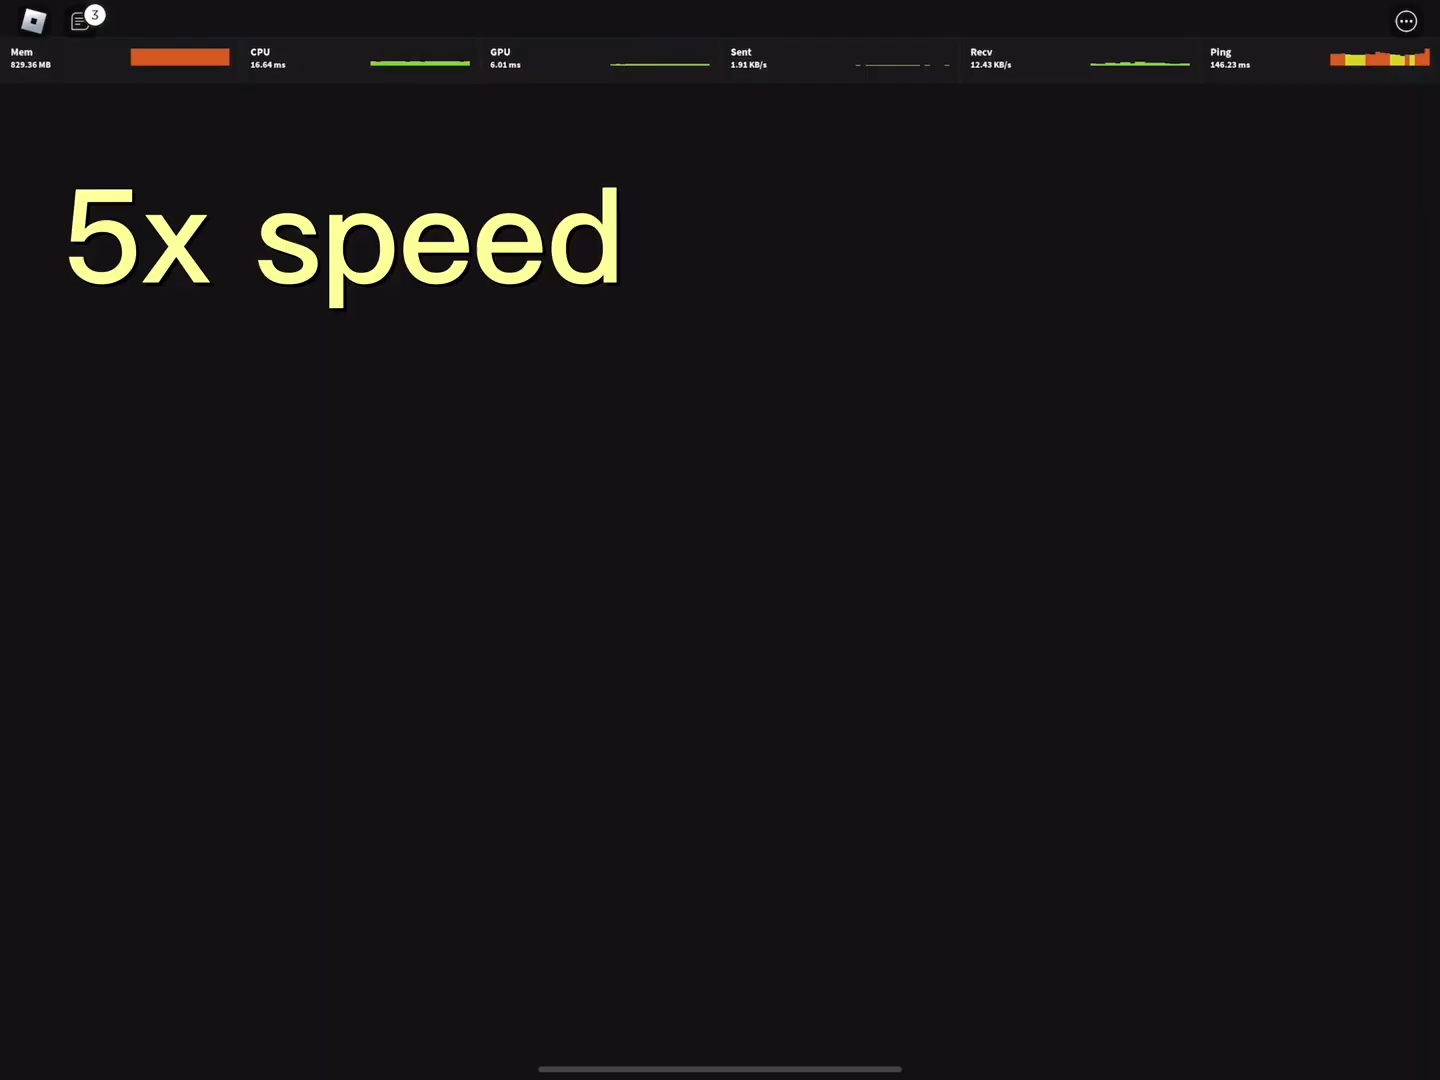 3
Mem
829.36 MB
CPU
16.64 ms
GPU
6.01 ms
Sent
1.91 KB/s
Recv
12.43 KB/s
Ping
146.23 ms
5x speed